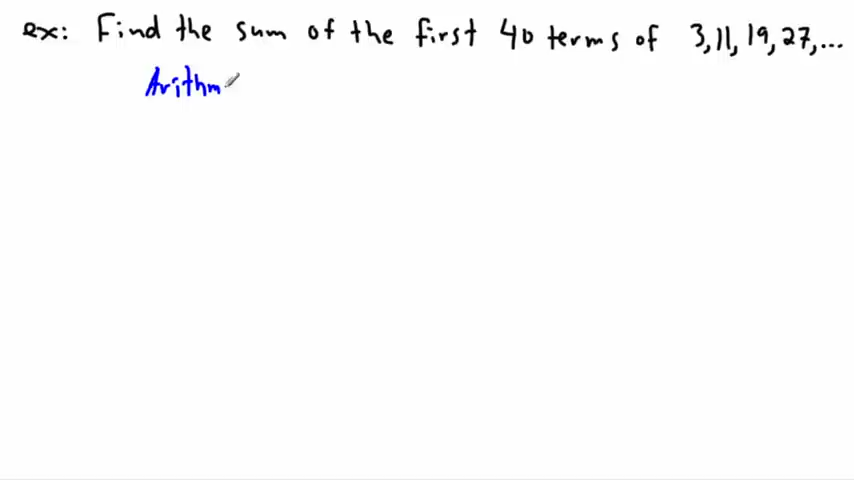 ex: Find the sum of the first 40 terms of 3, 11, 19, 27, ...
Arithm